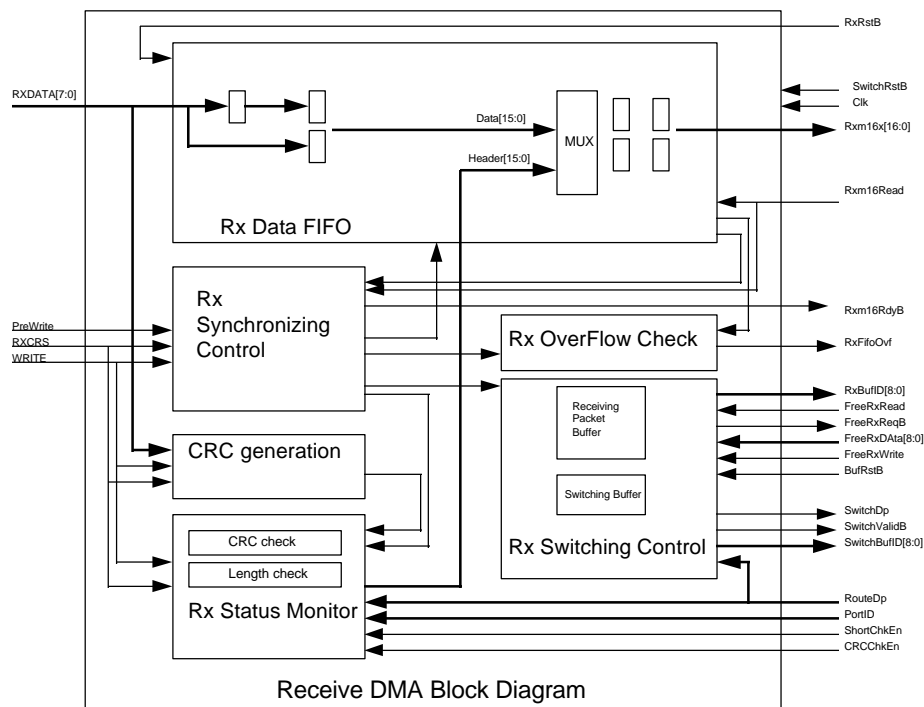 RxRstB
RXDATA[7:0]
SwitchRstB
Clk
Data[15:0]
MUX
Rxm16x[16:0]
Header[15:0]
Rxm16Read
Rx Data FIFO
Rx
Synchronizing
Control
Rxm16RdyB
PreWrite
RXCRS
WRITE
Rx OverFlow Check
RxFifoOvf
Receiving
Packet
Buffer
RxBufID[8:0]
FreeRxRead
FreeRxReqB
FreeRxDAta[8:0]
FreeRxWrite
BufRstB
CRC generation
Switching Buffer
SwitchDp
SwitchValidB
SwitchBufID[8:0]
Rx Switching Control
CRC check
Length check
Rx Status Monitor
RouteDp
PortID
ShortChkEn
CRCChkEn
Receive DMA Block Diagram